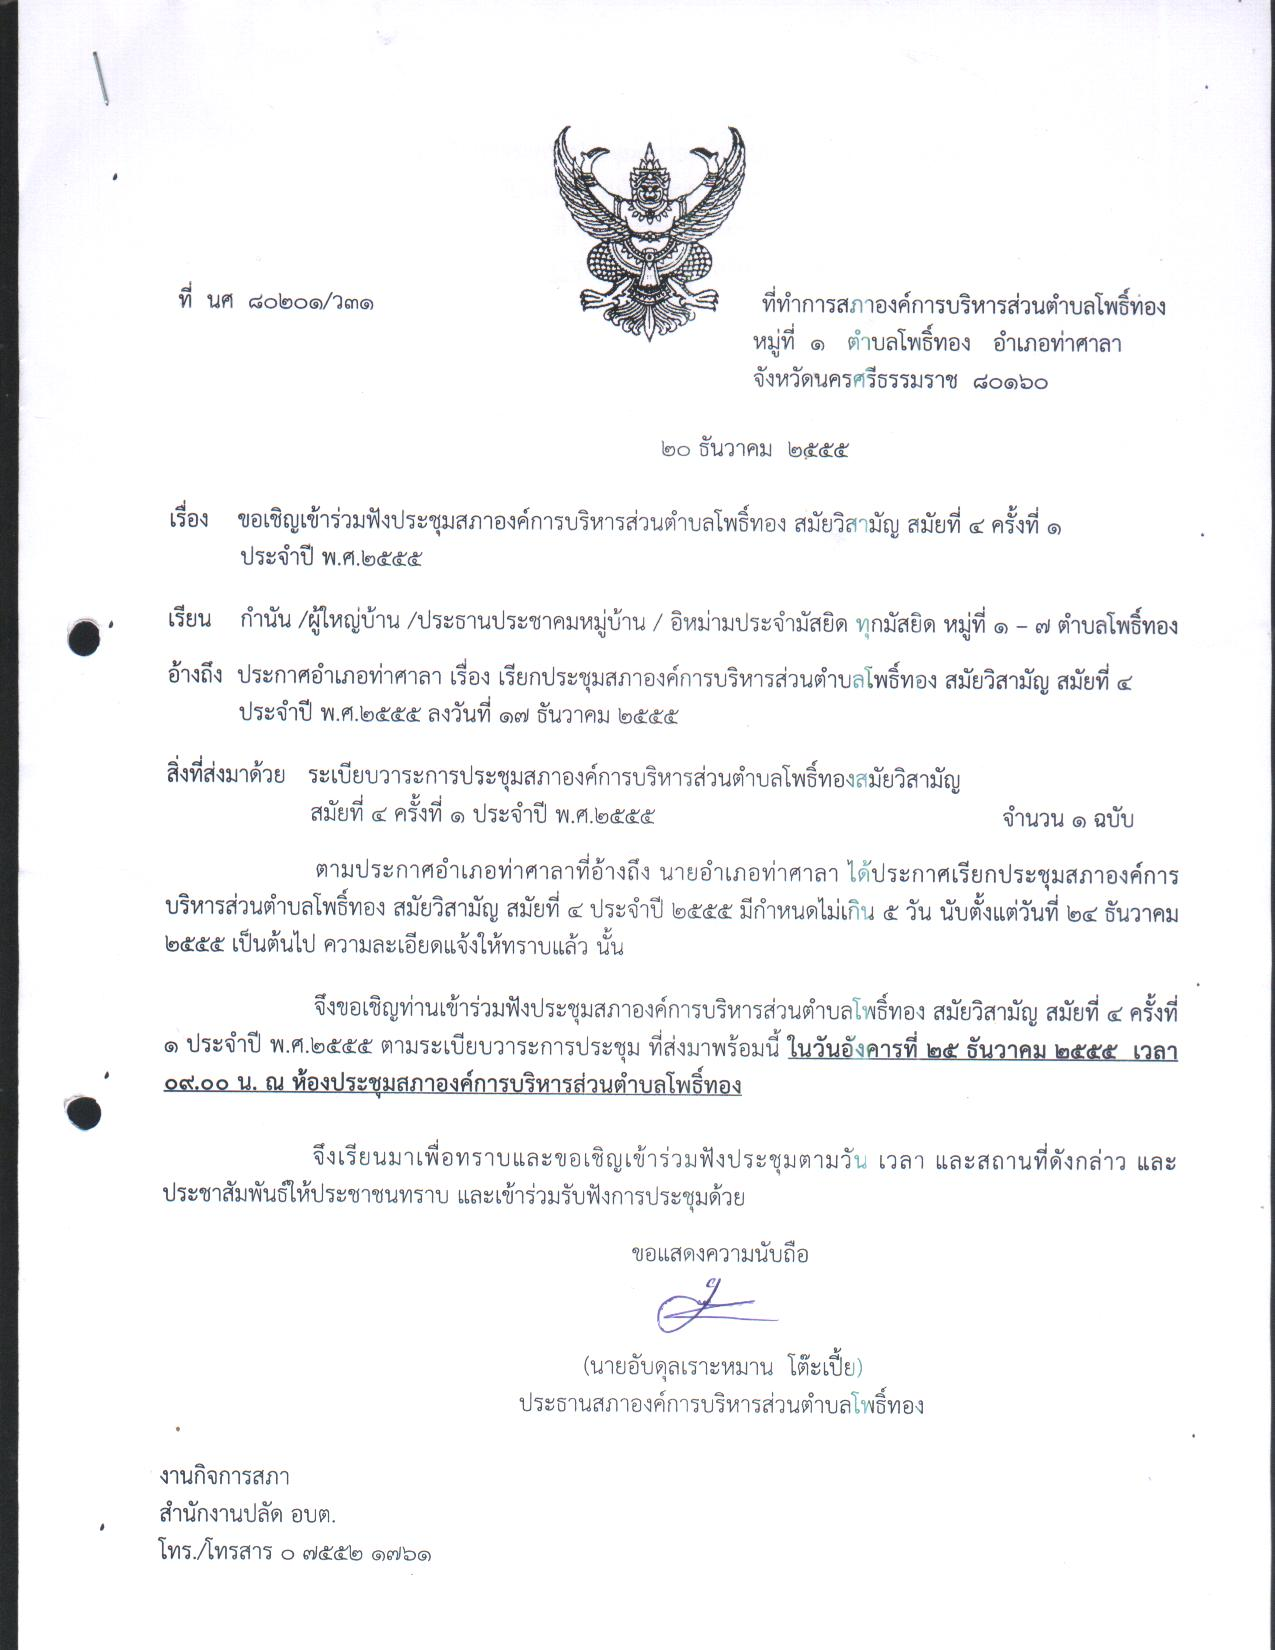 ที่ นศ ๘๐๒๐๑/ว๓๑
ที่ทำการสภาองค์การบริหารส่วนตำบลโพธิ์ทอง
หมู่ที่ ๑ ตำบลโพธิ์ทอง อำเภอท่าศาลา
จังหวัดนครศรีธรรมราช ๘๐๑๖๐
๒๐ ธันวาคม ๒๕๕๕
เรื่อง ขอเชิญเข้าร่วมฟังประชุมสภาองค์การบริหารส่วนตำบลโพธิ์ทอง สมัยวิสามัญ สมัยที่ ๔ ครั้งที่ ๑
ประจำปี พ.ศ.๒๕๕๕
เรียน กำนัน /ผู้ใหญ่บ้าน /ประธานประชาคมหมู่บ้าน / อิหม่ามประจำมัสยิด ทุกมัสยิด หมู่ที่ ๑ – ๗ ตำบลโพธิ์ทอง
อ้างถึง ประกาศอำเภอท่าศาลา เรื่อง เรียกประชุมสภาองค์การบริหารส่วนตำบลโพธิ์ทอง สมัยวิสามัญ สมัยที่ ๔
ประจำปี พ.ศ.๒๕๕๕ ลงวันที่ ๑๗ ธันวาคม ๒๕๕๕
สิ่งที่ส่งมาด้วย ระเบียบวาระการประชุมสภาองค์การบริหารส่วนตำบลโพธิ์ทองสมัยวิสามัญ
สมัยที่ ๔ ครั้งที่ ๑ ประจำปี พ.ศ.๒๕๕๕ จำนวน ๑ ฉบับ
ตามประกาศอำเภอท่าศาลาที่อ้างถึง นายอำเภอท่าศาลา ได้ประกาศเรียกประชุมสภาองค์การ
บริหารส่วนตำบลโพธิ์ทอง สมัยวิสามัญ สมัยที่ ๔ ประจำปี ๒๕๕๕ มีกำหนดไม่เกิน ๕ วัน นับตั้งแต่วันที่ ๒๔ ธันวาคม
๒๕๕๕ เป็นต้นไป ความละเอียดแจ้งให้ทราบแล้ว นั้น
จึงขอเชิญท่านเข้าร่วมฟังประชุมสภาองค์การบริหารส่วนตำบลโพธิ์ทอง สมัยวิสามัญ สมัยที่ ๔ ครั้งที่
๑ ประจำปี พ.ศ.๒๕๕๕ ตามระเบียบวาระการประชุม ที่ส่งมาพร้อมนี้ ในวันอังคารที่ ๒๕ ธันวาคม ๒๕๕๕ เวลา
๐๙.๐๐ น. ณ ห้องประชุมสภาองค์การบริหารส่วนตำบลโพธิ์ทอง
จึงเรียนมาเพื่อทราบและขอเชิญเข้าร่วมฟังประชุมตามวัน เวลา และสถานที่ดังกล่าว และ
ประชาสัมพันธ์ให้ประชาชนทราบ และเข้าร่วมรับฟังการประชุมด้วย
ขอแสดงความนับถือ
(นายอับดุลเราะหมาน โต๊ะเปี้ย)
ประธานสภาองค์การบริหารส่วนตำบลโพธิ์ทอง
งานกิจการสภา
สำนักงานปลัด อบต.
โทร./โทรสาร ๐ ๗๕๕๒ ๑๗๖๑